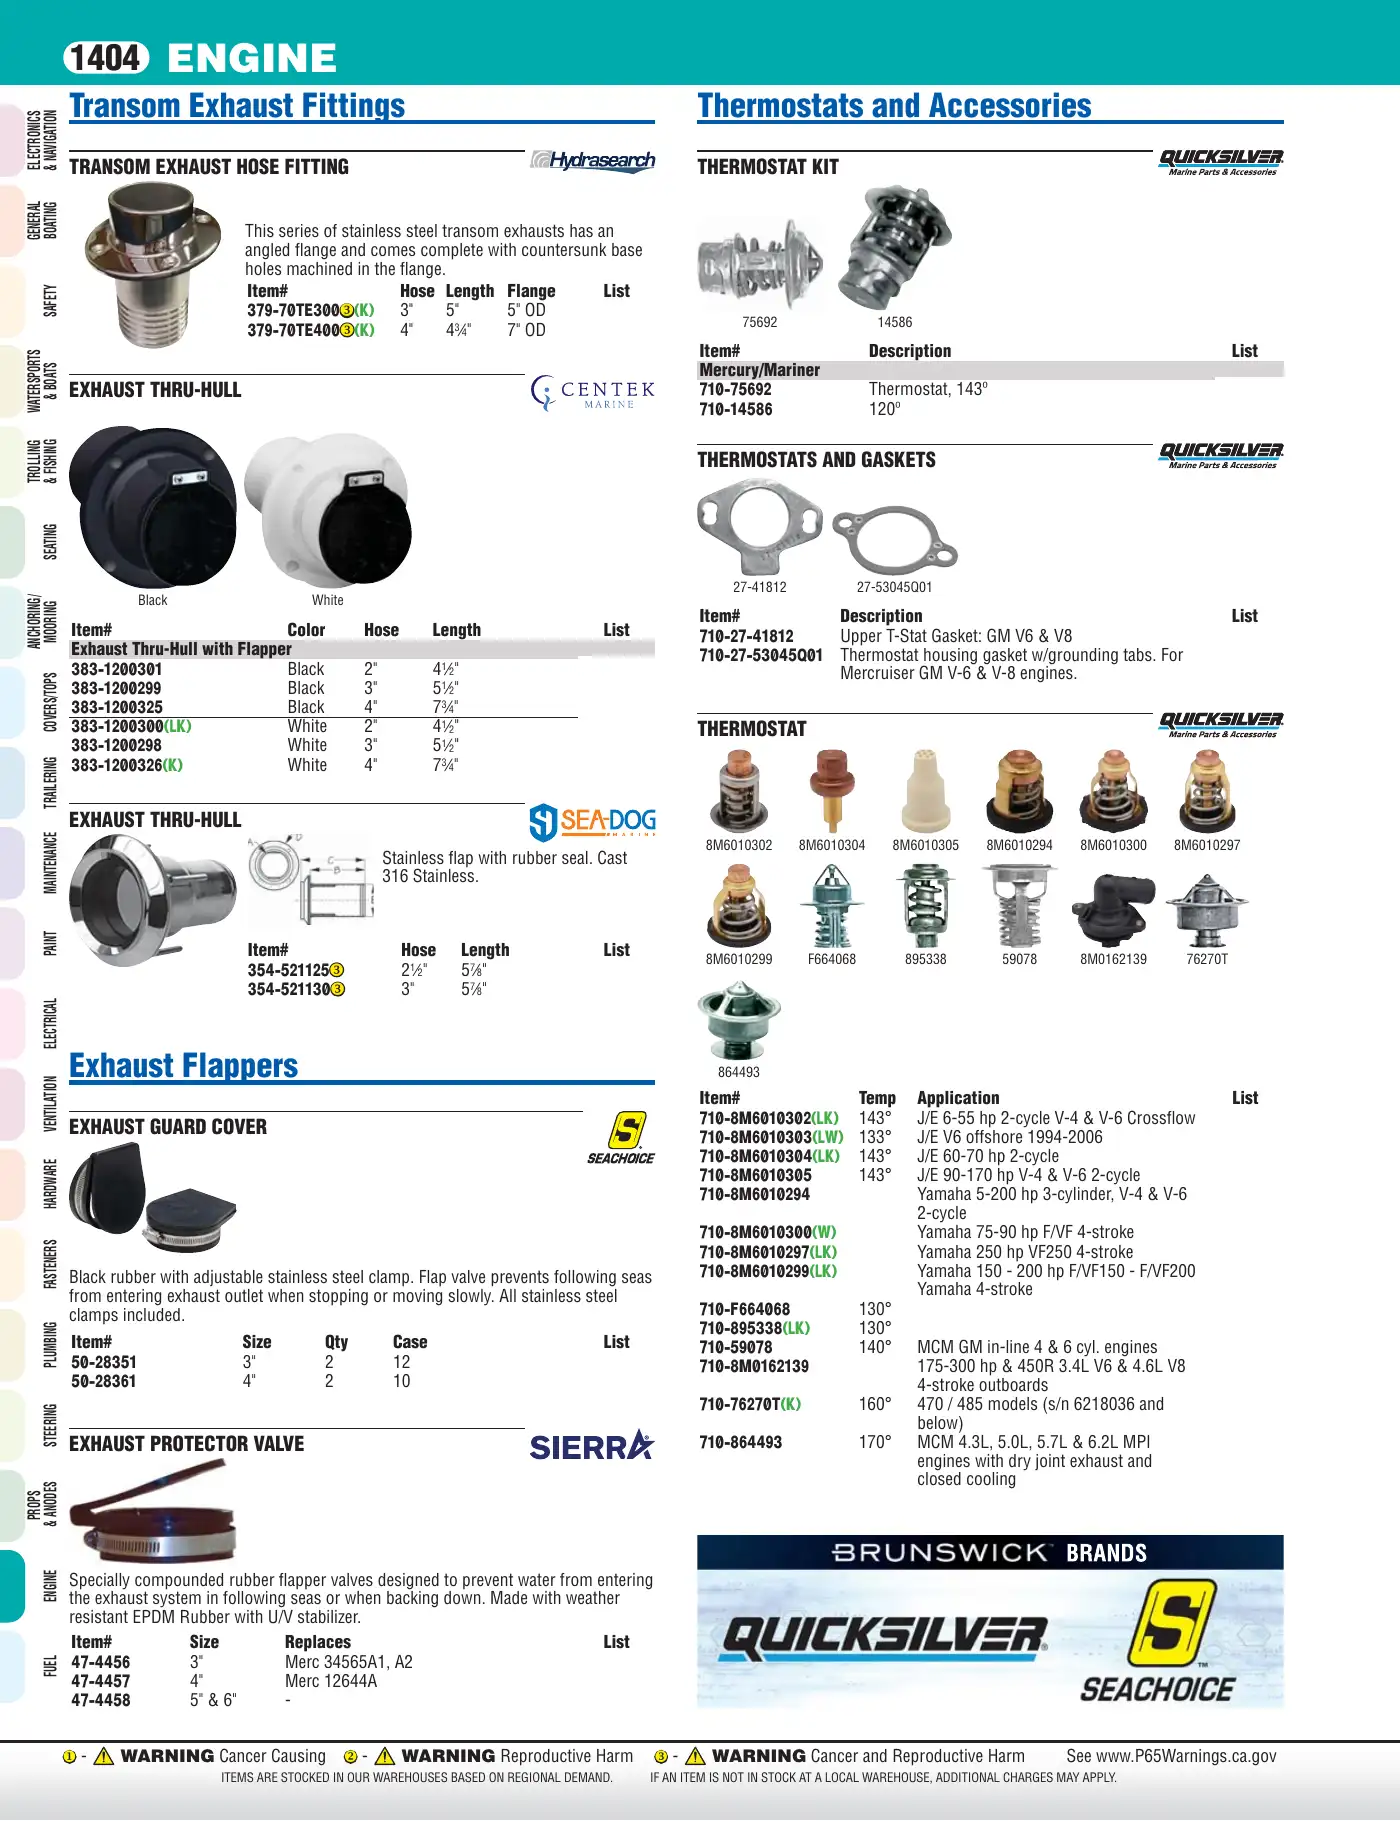 1404 ENGINE
ELECTRONICS
& NAVIGATION
GENERAL
BOATING
SAFETY
WATERSPORTS
& BOATS
TROLLING
& FISHING
SEATING
ANCHORING/
MOORING
COVERS/TOPS
TRAILERING
MAINTENANCE
PAINT
ELECTRICAL
VENTILATION
HARDWARE
FASTENERS
PLUMBING
STEERING
PROPS
& ANODES
ENGINE
FUEL
Transom Exhaust Fittings
TRANSOM EXHAUST HOSE FITTING
Hydrasearch
This series of stainless steel transom exhausts has an
angled flange and comes complete with countersunk base
holes machined in the flange.
Item# Hose Length Flange List
379-70TE300 3 (K) 3" 5" 5" OD
379-70TE400 3 (K) 4" 4¾" 7" OD
EXHAUST THRU-HULL
CENTEK
MARINE
Black White
Item# Color Hose Length List
Exhaust Thru-Hull with Flapper
383-1200301 Black 2" 4½"
383-1200299 Black 3" 5½"
383-1200325 Black 4" 7¾"
383-1200300(LK) White 2" 4½"
383-1200298 White 3" 5½"
383-1200326(K) White 4" 7¾"
EXHAUST THRU-HULL
SEA-DOG
MARINE
D
C
B
Stainless flap with rubber seal. Cast
316 Stainless.
Item# Hose Length List
354-521125 3 2½" 5⅞"
354-521130 3 3" 5⅞"
Exhaust Flappers
EXHAUST GUARD COVER
S
SEACHOICE
Black rubber with adjustable stainless steel clamp. Flap valve prevents following seas
from entering exhaust outlet when stopping or moving slowly. All stainless steel
clamps included.
Item# Size Qty Case List
50-28351 3" 2 12
50-28361 4" 2 10
EXHAUST PROTECTOR VALVE
SIERRA
Specially compounded rubber flapper valves designed to prevent water from entering
the exhaust system in following seas or when backing down. Made with weather
resistant EPDM Rubber with U/V stabilizer.
Item# Size Replaces List
47-4456 3" Merc 34565A1, A2
47-4457 4" Merc 12644A
47-4458 5" & 6" -
Thermostats and Accessories
THERMOSTAT KIT
QUICKSILVER
Marine Parts & Accessories
75692 14586
Item# Description List
Mercury/Mariner
710-75692 Thermostat, 143º
710-14586 120º
THERMOSTATS AND GASKETS
QUICKSILVER
Marine Parts & Accessories
27-41812 27-53045Q01
Item# Description List
710-27-41812 Upper T-Stat Gasket: GM V6 & V8
710-27-53045Q01 Thermostat housing gasket w/grounding tabs. For
Mercruiser GM V-6 & V-8 engines.
THERMOSTAT
QUICKSILVER
Marine Parts & Accessories
8M6010302 8M6010304 8M6010305 8M6010294 8M6010300 8M6010297
8M6010299 F664068 895338 59078 8M0162139 76270T
864493
Item# Temp Application List
710-8M6010302(LK) 143° J/E 6-55 hp 2-cycle V-4 & V-6 Crossflow
710-8M6010303(LW) 133° J/E V6 offshore 1994-2006
710-8M6010304(LK) 143° J/E 60-70 hp 2-cycle
710-8M6010305 143° J/E 90-170 hp V-4 & V-6 2-cycle
710-8M6010294 Yamaha 5-200 hp 3-cylinder, V-4 & V-6
2-cycle
710-8M6010300(W) Yamaha 75-90 hp F/VF 4-stroke
710-8M6010297(LK) Yamaha 250 hp VF250 4-stroke
710-8M6010299(LK) Yamaha 150 - 200 hp F/VF150 - F/VF200
Yamaha 4-stroke
710-F664068 130°
710-895338(LK) 130°
710-59078 140° MCM GM in-line 4 & 6 cyl. engines
710-8M0162139 175-300 hp & 450R 3.4L V6 & 4.6L V8
4-stroke outboards
710-76270T(K) 160° 470 / 485 models (s/n 6218036 and
below)
710-864493 170° MCM 4.3L, 5.0L, 5.7L & 6.2L MPI
engines with dry joint exhaust and
closed cooling
BRUNSWICK BRANDS
QUICKSILVER®
S
SEACHOICE™
1 - ⚠ WARNING Cancer Causing 2 - ⚠ WARNING Reproductive Harm 3 - ⚠ WARNING Cancer and Reproductive Harm See www.P65Warnings.ca.gov
ITEMS ARE STOCKED IN OUR WAREHOUSES BASED ON REGIONAL DEMAND. IF AN ITEM IS NOT IN STOCK AT A LOCAL WAREHOUSE, ADDITIONAL CHARGES MAY APPLY.